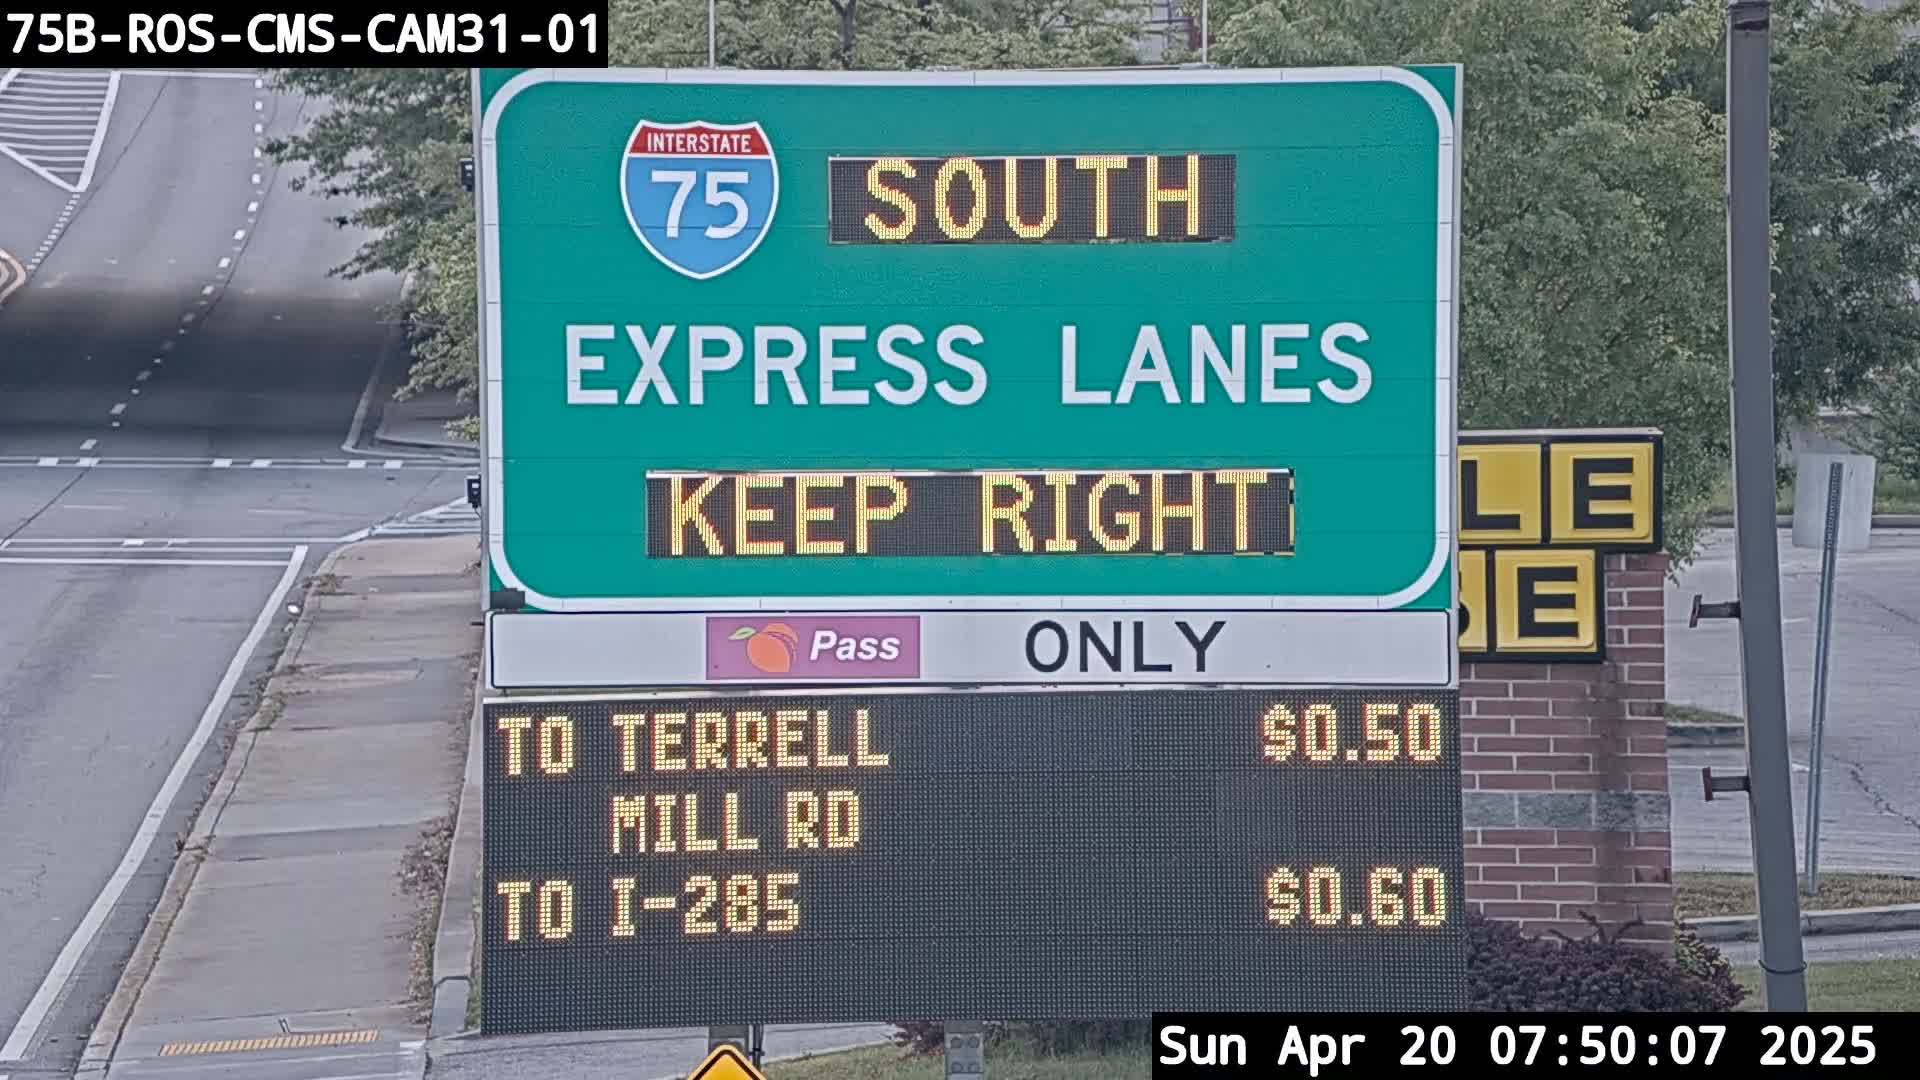 75B-ROS-CMS-CAM31-01
INTERSTATE
75
SOUTH
EXPRESS LANES
KEEP RIGHT
LE
E
Pass ONLY
TO TERRELL $0.50
MILL RD
TO I-285 $0.60
Sun Apr 20 07:50:07 2025